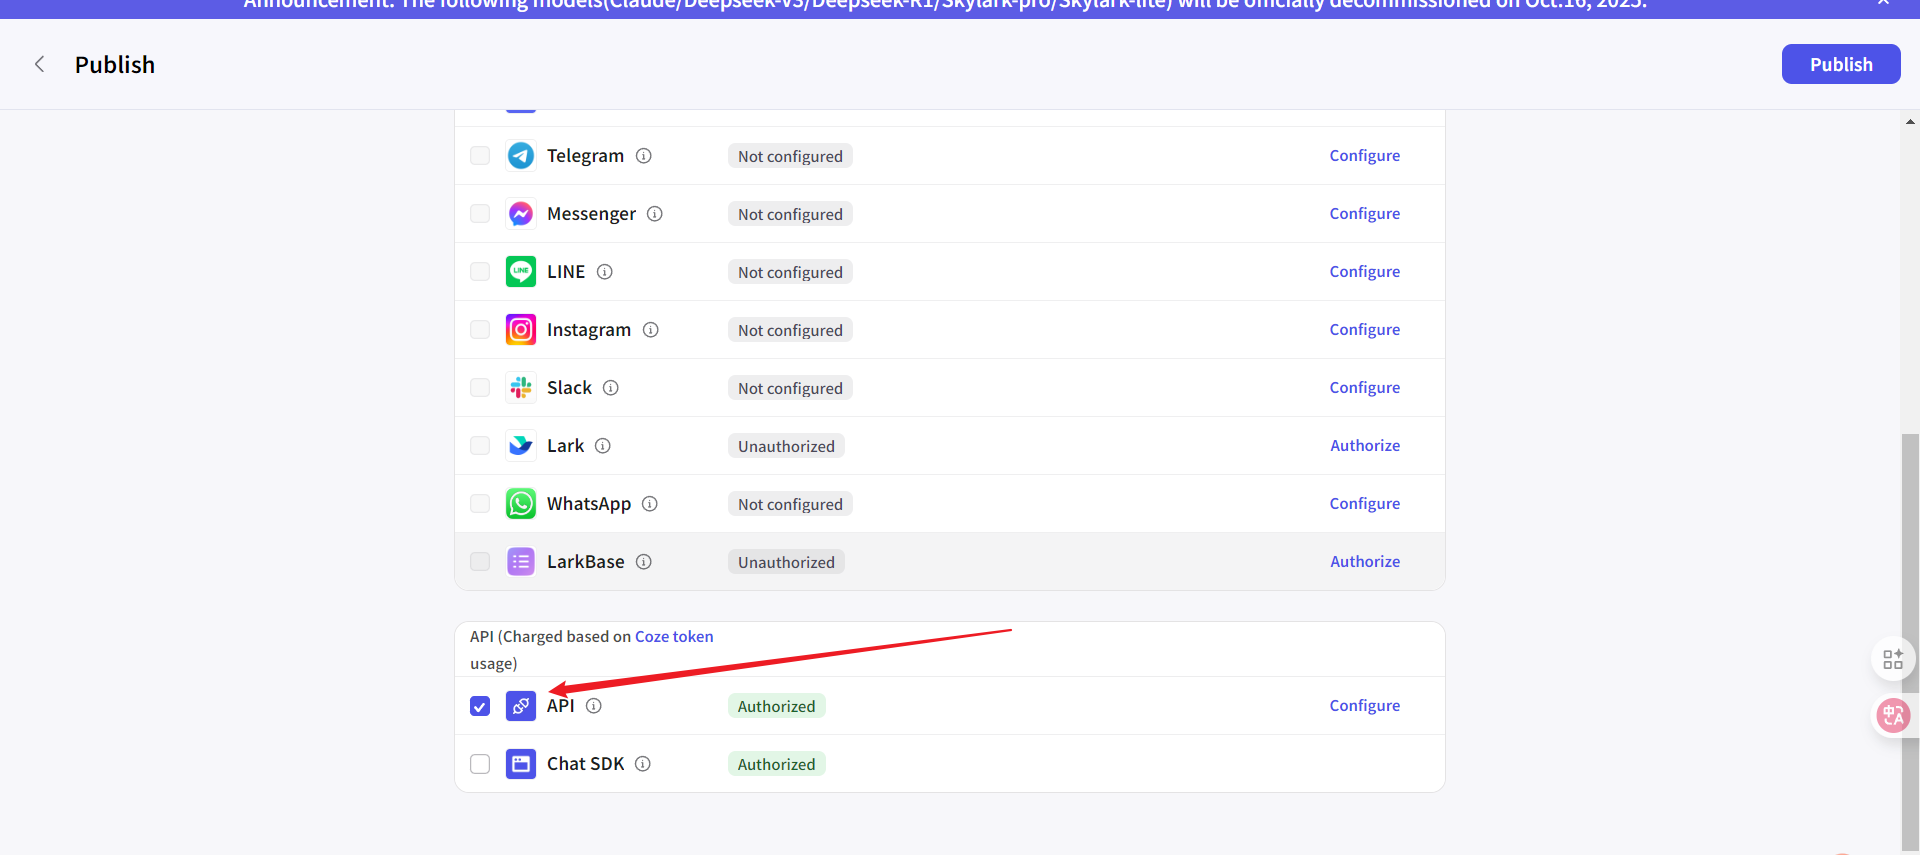 Announcement: The following models(Claude/Deepseek-V3/Deepseek-R1/Skylark-pro/Skylark-lite) will be officially decommissioned on Oct.16, 2025.
Publish
Publish
Telegram Not configured Configure
Messenger Not configured Configure
LINE Not configured Configure
Instagram Not configured Configure
Slack Not configured Configure
Lark Unauthorized Authorize
WhatsApp Not configured Configure
LarkBase Unauthorized Authorize
API (Charged based on Coze token
usage)
API Authorized Configure
Chat SDK Authorized